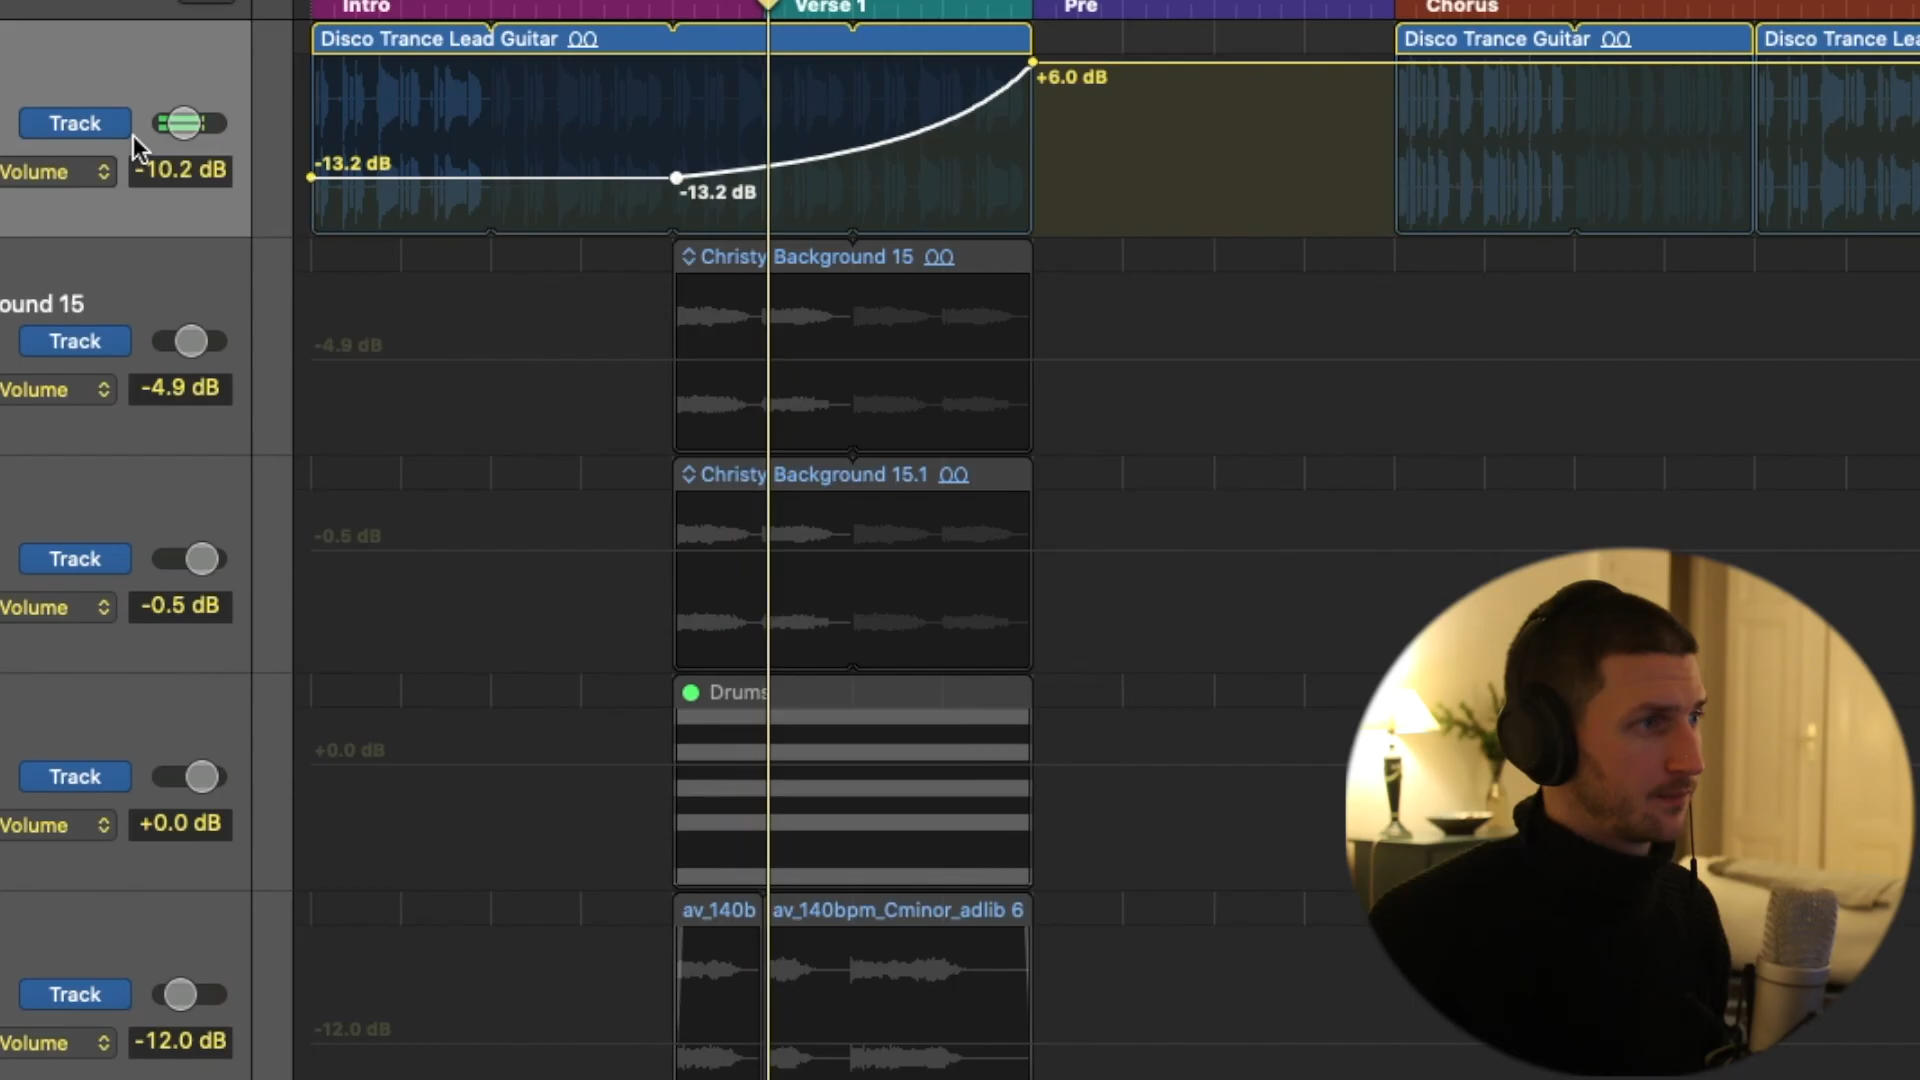 Intro
Verse 1
Pre
Chorus
Disco Trance Lead Guitar
Disco Trance Guitar
Disco Trance Lea
+6.0 dB
Track
-13.2 dB
Volume
-10.2 dB
-13.2 dB
Christy Background 15
ound 15
Track
-4.9 dB
Volume
-4.9 dB
Christy Background 15.1
-0.5 dB
Track
Volume
-0.5 dB
Drums
+0.0 dB
Track
Volume
+0.0 dB
av_140b
av_140bpm_Cminor_adlib 6
Track
-12.0 dB
Volume
-12.0 dB